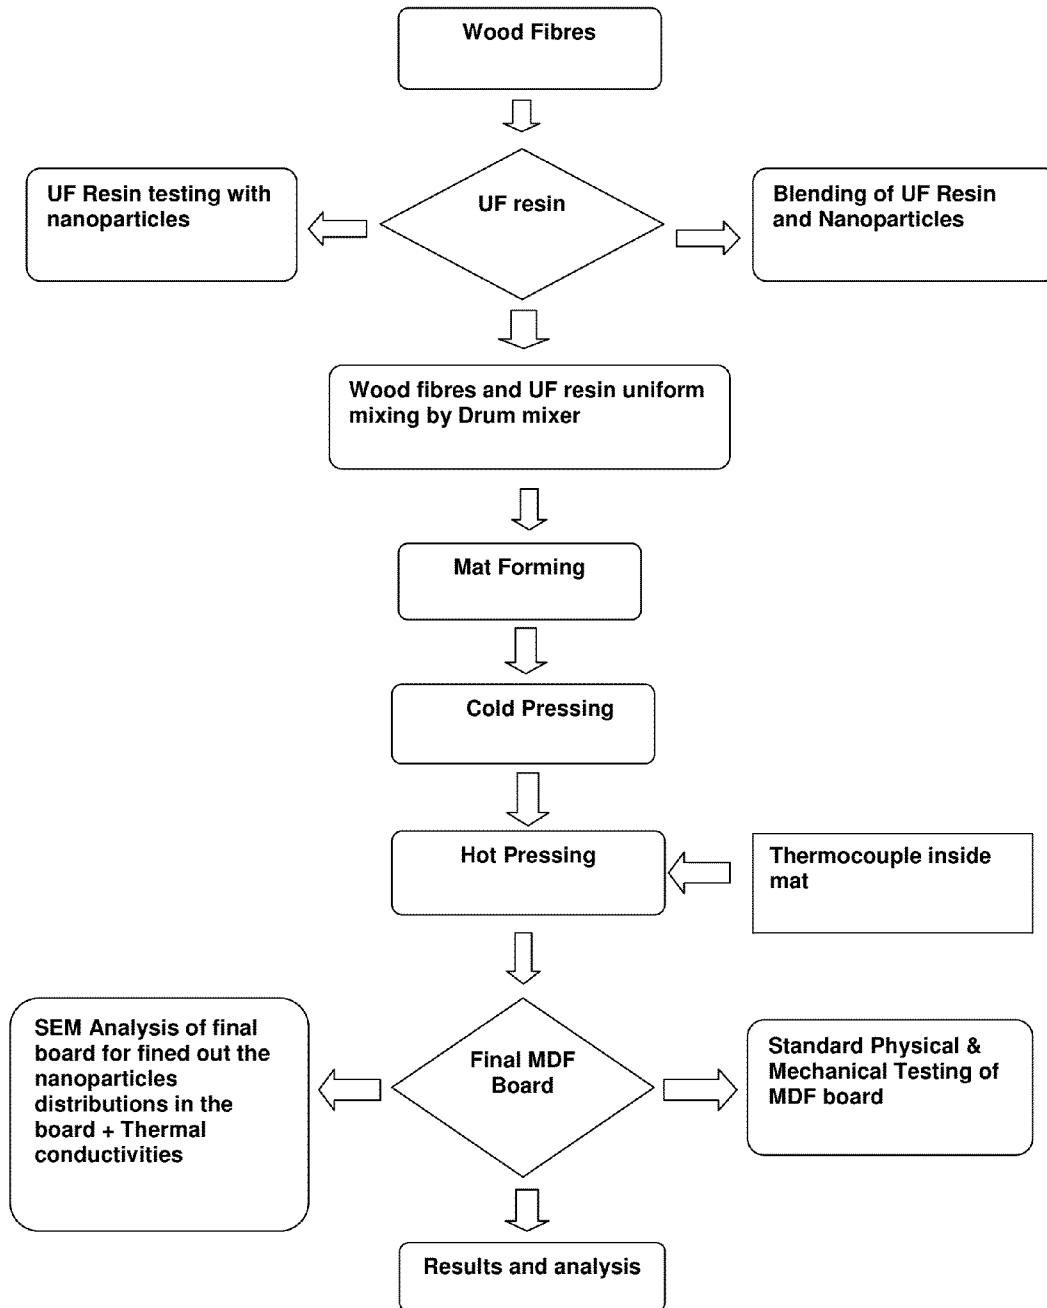 Wood Fibres
UF Resin testing with
nanoparticles
UF resin
Blending of UF Resin
and Nanoparticles
Wood fibres and UF resin uniform
mixing by Drum mixer
Mat Forming
Cold Pressing
Hot Pressing
Thermocouple inside
mat
SEM Analysis of final
board for fined out the
nanoparticles
distributions in the
board + Thermal
conductivities
Final MDF
Board
Standard Physical &
Mechanical Testing of
MDF board
Results and analysis